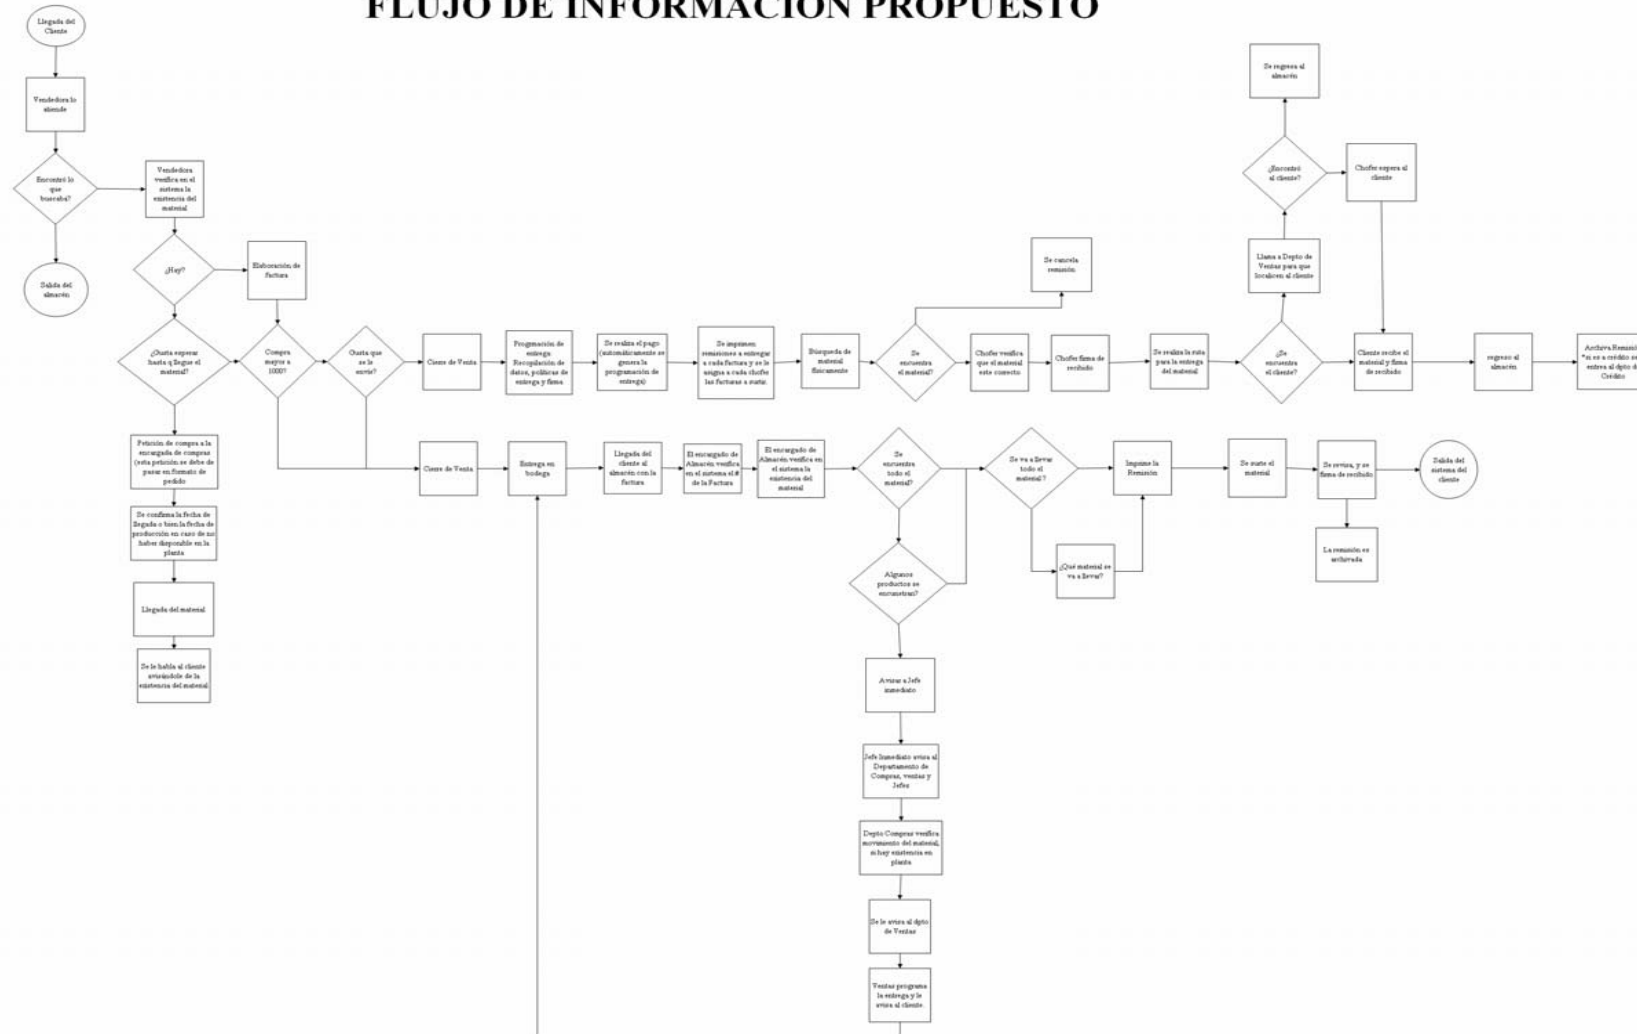 FLUJO DE INFORMACIÓN PROPUESTO
Llegada del
Cliente
Vendedora lo
atiende
Encontró lo
que
buscaba?
Salida del
almacén
Vendedora
verifica en el
sistema la
existencia del
material
¿Hay?
Elaboración de
factura
¿Gusta esperar
hasta q llegue el
material?
Compra
mayor a
1000?
Gusta que
se le
envíe?
Cierre de Venta
Progrmación de
entrega
Recopilación de
datos, políticas de
entrega y firma
Se realiza el pago
(automáticamente se
genera la
programación de
entrega)
Se imprimen
remisiones a entregar
a cada factura y se le
asigna a cada chofer
las facturas a surtir.
Búsqueda de
material
físicamente
Se
encuentra
el material?
Se cancela
remisión
Chofer verifica
que el material
este correcto
Chofer firma de
recibido
Se realiza la ruta
para la entrega
del material
¿Se
encuentra
el cliente?
Llama a Depto de
Ventas para que
localicen al cliente
¿Encontró
al cliente?
Se regresa al
almacén
Chofer espera al
cliente
Cliente recibe el
material y firma
de recibido
regreso al
almacén
Archiva Remisió
*si es a crédito se
entrea al dpto d
Crédito
Petición de compra a la
encargada de compras
(esta petición se debe de
pasar en formato de
pedido
Se confirma la fecha de
llegada o bien la fecha de
producción en caso de no
haber disponible en la
planta
Llegada del material
Se le habla al cliente
avisándole de la
existencia del material
Cierre de Venta
Entrega en
bodega
Llegada del
cliente al
almacén con la
factura
El encargado de
Almacén verifica
en el sistema el #
de la Factura
El encargado de
Almacén verifica en
el sistema la
existencia del
material
Se
encuentra
todo el
material?
Se va a llevar
todo el
material ?
Imprime la
Remisión
Se surte el
material
Se revisa, y se
firma de recibido
Salida del
sistema del
cliente
La remisión es
archivada
¿Qué material se
va a llevar?
Algunos
productos se
encunetran?
Avisar a Jefe
inmediato
Jefe Inmediato avisa al
Departamento de
Compras, ventas y
Jefes
Depto Compras verifica
movimiento del material,
si hay existencia en
planta
Se le avisa al dpto
de Ventas
Ventas programa
la entrega y le
avisa al cliente